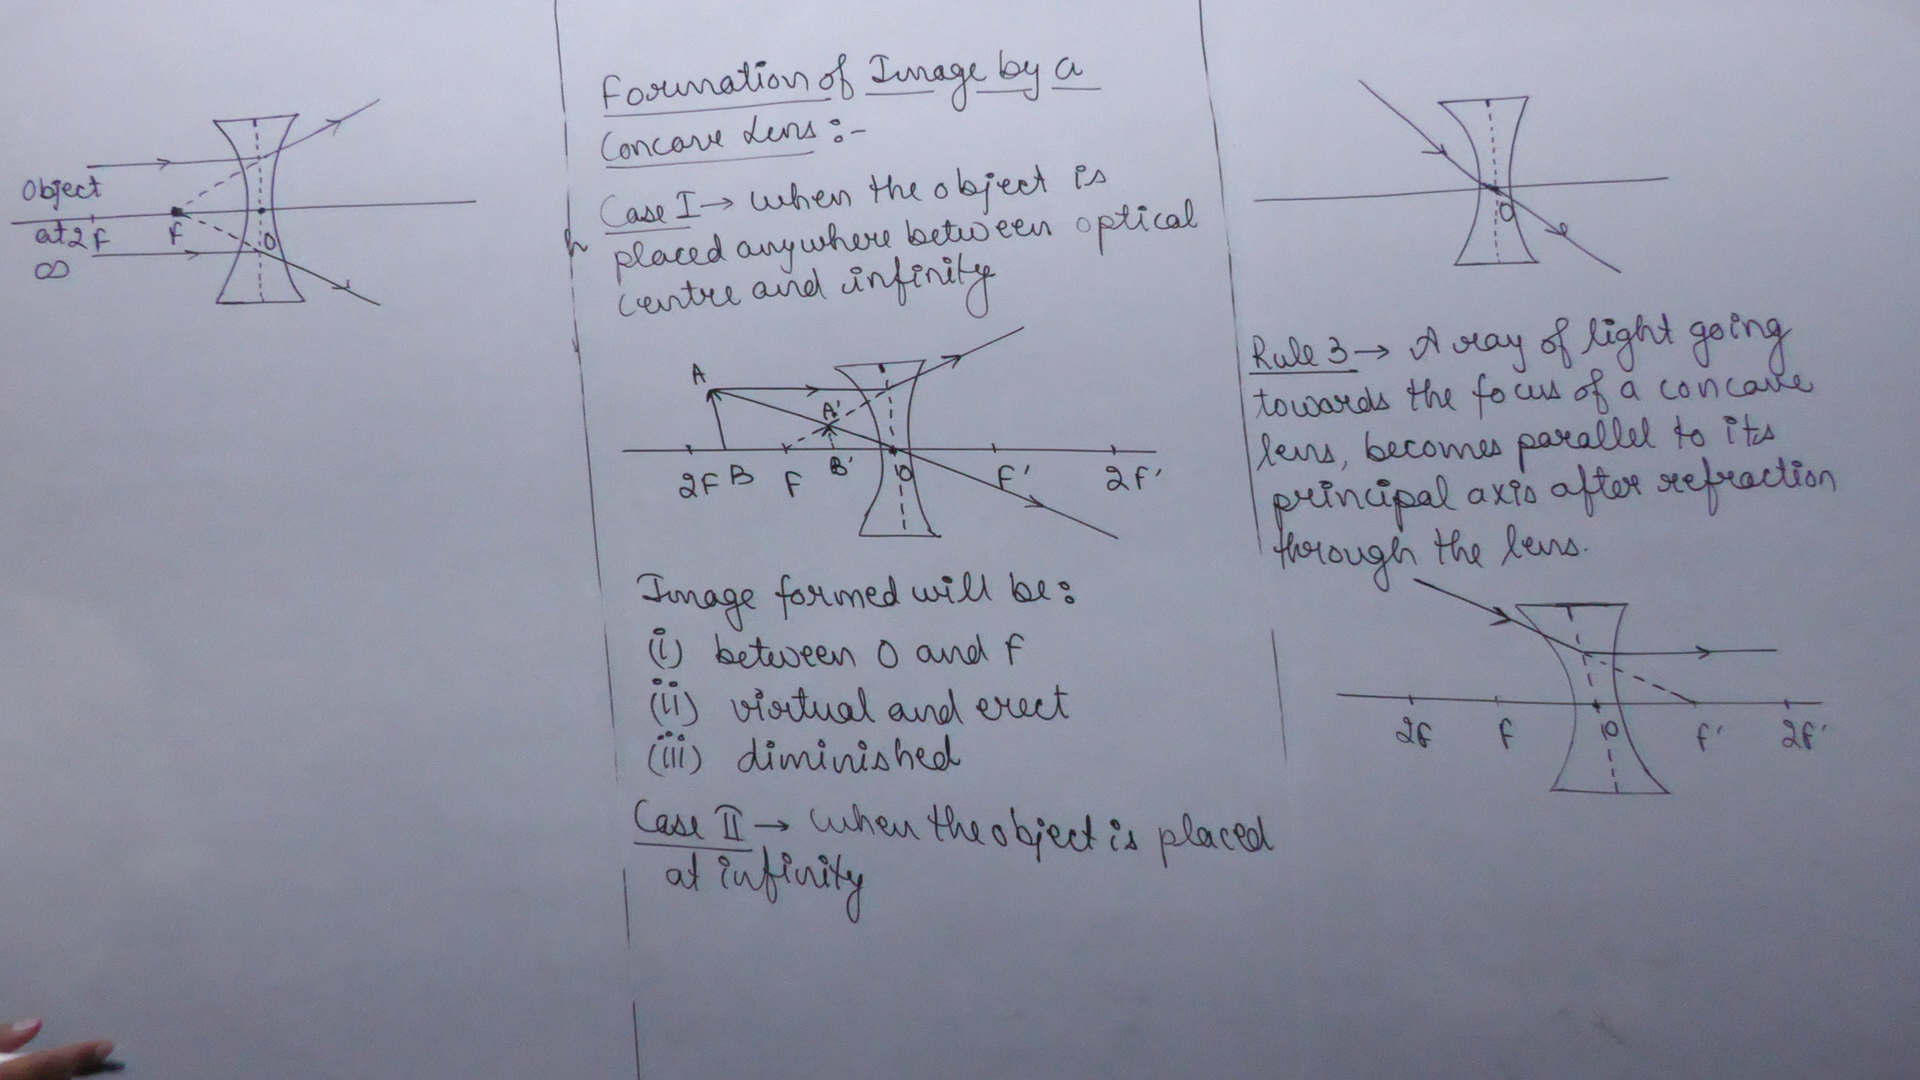 Object
at 2F F O
∞
Formation of Image by a
Concave Lens :-
Case I → When the object is
placed anywhere between optical
centre and infinity
A
A'
2F B F B' O F' 2F'
Image formed will be:
(i) between O and F
(ii) virtual and erect
(iii) diminished
Case II → When the object is placed
at infinity
O
Rule 3 → A ray of light going
towards the focus of a concave
lens, becomes parallel to its
principal axis after refraction
through the lens.
2F F O F' 2F'